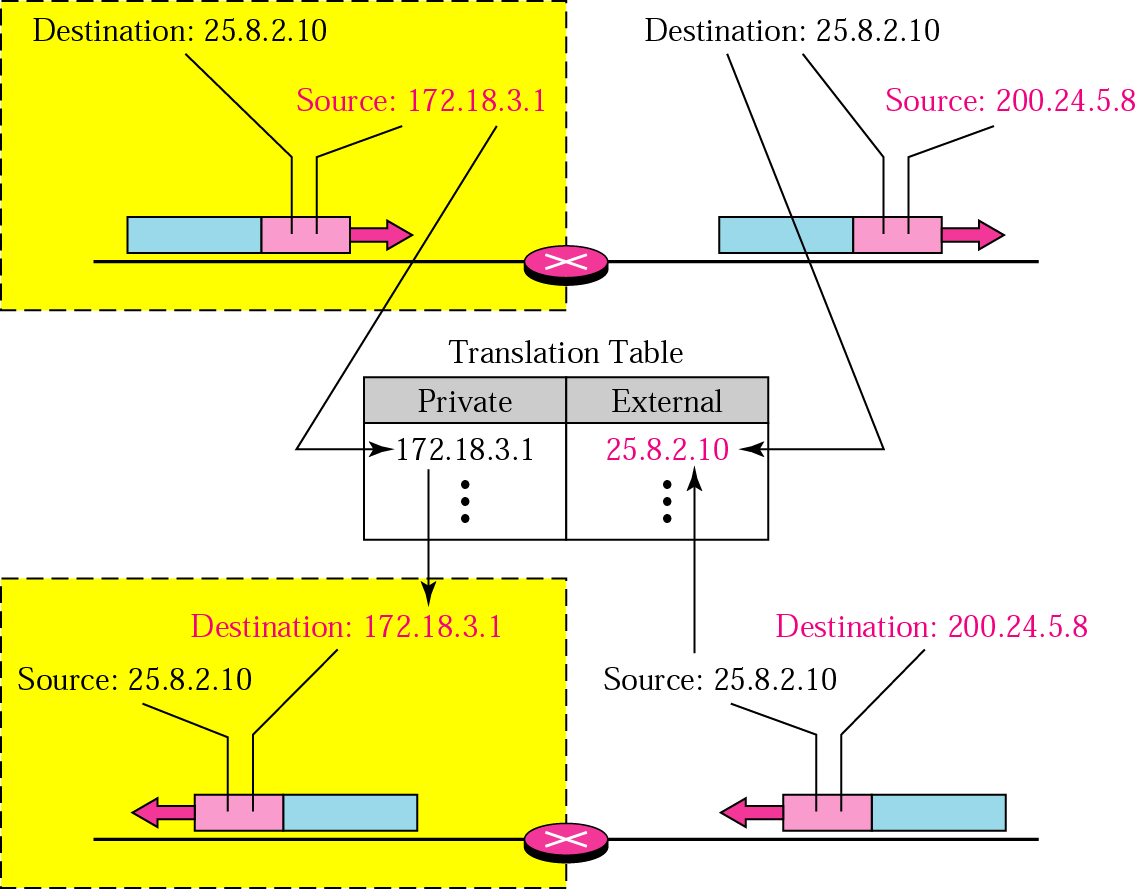 Destination: 25.8.2.10
Destination: 25.8.2.10
Source: 172.18.3.1
Source: 200.24.5.8
Translation Table
Private External
172.18.3.1 25.8.2.10
Destination: 172.18.3.1
Destination: 200.24.5.8
Source: 25.8.2.10
Source: 25.8.2.10